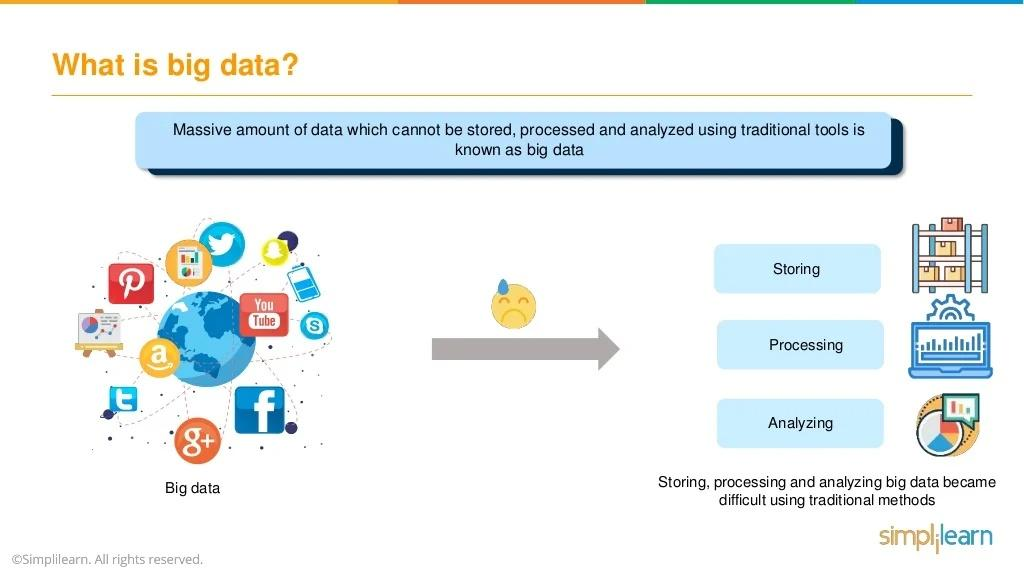 What is big data?
Massive amount of data which cannot be stored, processed and analyzed using traditional tools is
known as big data
You
Tube
a
g+
Storing
Processing
Analyzing
Big data
Storing, processing and analyzing big data became
difficult using traditional methods
simplilearn
©Simplilearn. All rights reserved.